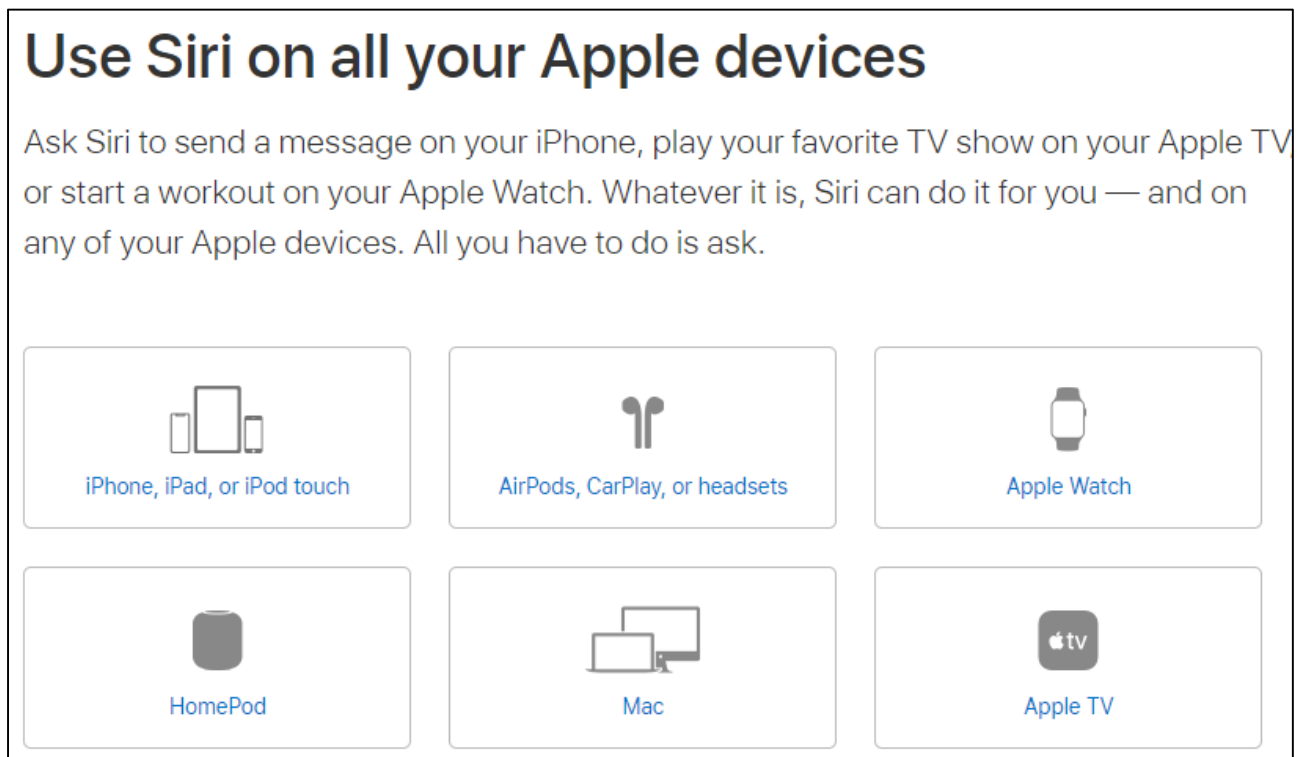 Use Siri on all your Apple devices
Ask Siri to send a message on your iPhone, play your favorite TV show on your Apple TV,
or start a workout on your Apple Watch. Whatever it is, Siri can do it for you — and on
any of your Apple devices. All you have to do is ask.
iPhone, iPad, or iPod touch
AirPods, CarPlay, or headsets
Apple Watch
tv
HomePod
Mac
Apple TV